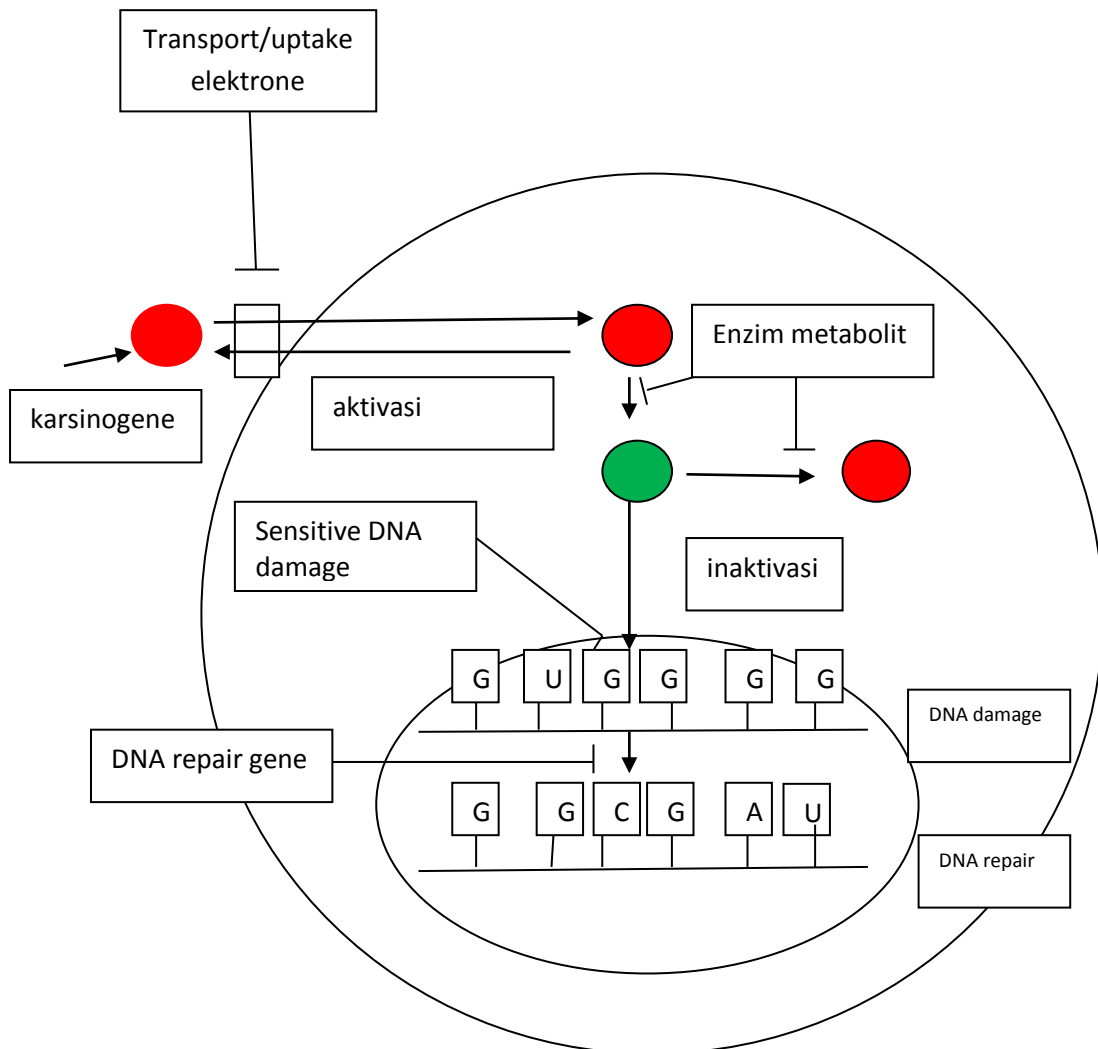 Transport/uptake
elektrone
Enzim metabolit
karsinogene
aktivasi
Sensitive DNA
damage
inaktivasi
G U G G G G
DNA damage
DNA repair gene
G G C G A U
DNA repair